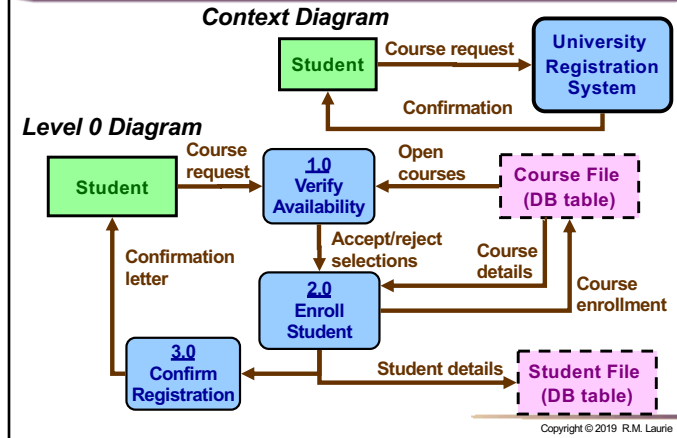 Context Diagram
Student
Course request
University
Registration
System
Confirmation
Level 0 Diagram
Student
Course
request
1.0
Verify
Availability
Open
courses
Course File
(DB table)
Confirmation
letter
Accept/reject
selections
Course
details
Course
enrollment
2.0
Enroll
Student
3.0
Confirm
Registration
Student details
Student File
(DB table)
Copyright © 2019 R.M. Laurie